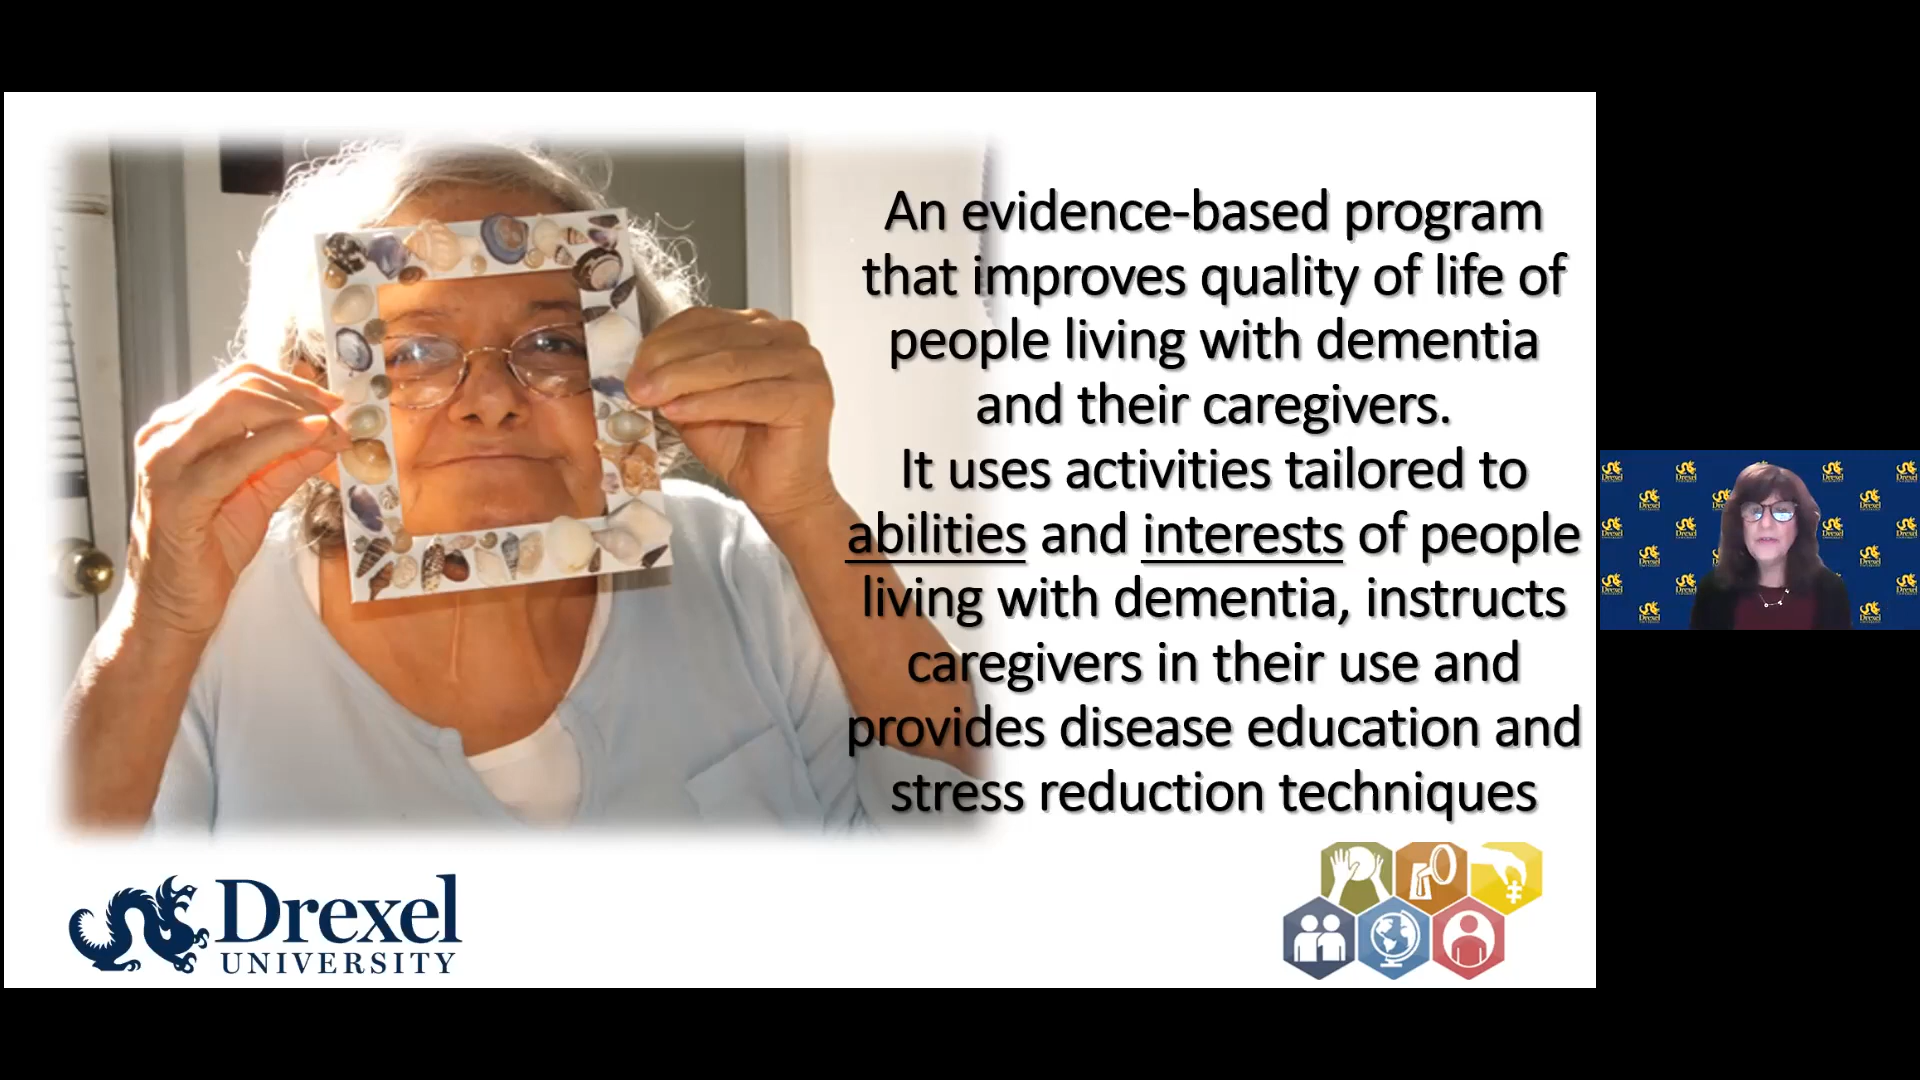 An evidence-based program
that improves quality of life of
people living with dementia
and their caregivers.
It uses activities tailored to
abilities and interests of people
living with dementia, instructs
caregivers in their use and
provides disease education and
stress reduction techniques
Drexel
UNIVERSITY